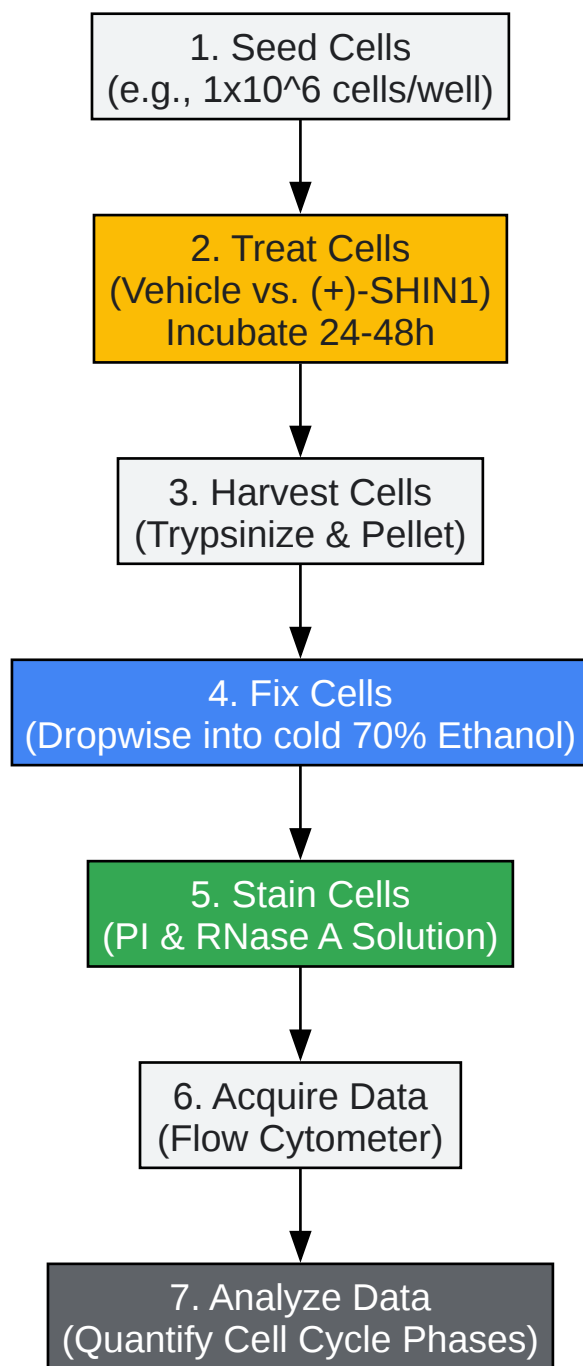 1. Seed Cells
(e.g., 1x10^6 cells/well)
2. Treat Cells
(Vehicle vs. (+)-SHIN1)
Incubate 24-48h
3. Harvest Cells
(Trypsinize & Pellet)
4. Fix Cells
(Dropwise into cold 70% Ethanol)
5. Stain Cells
(PI & RNase A Solution)
6. Acquire Data
(Flow Cytometer)
7. Analyze Data
(Quantify Cell Cycle Phases)